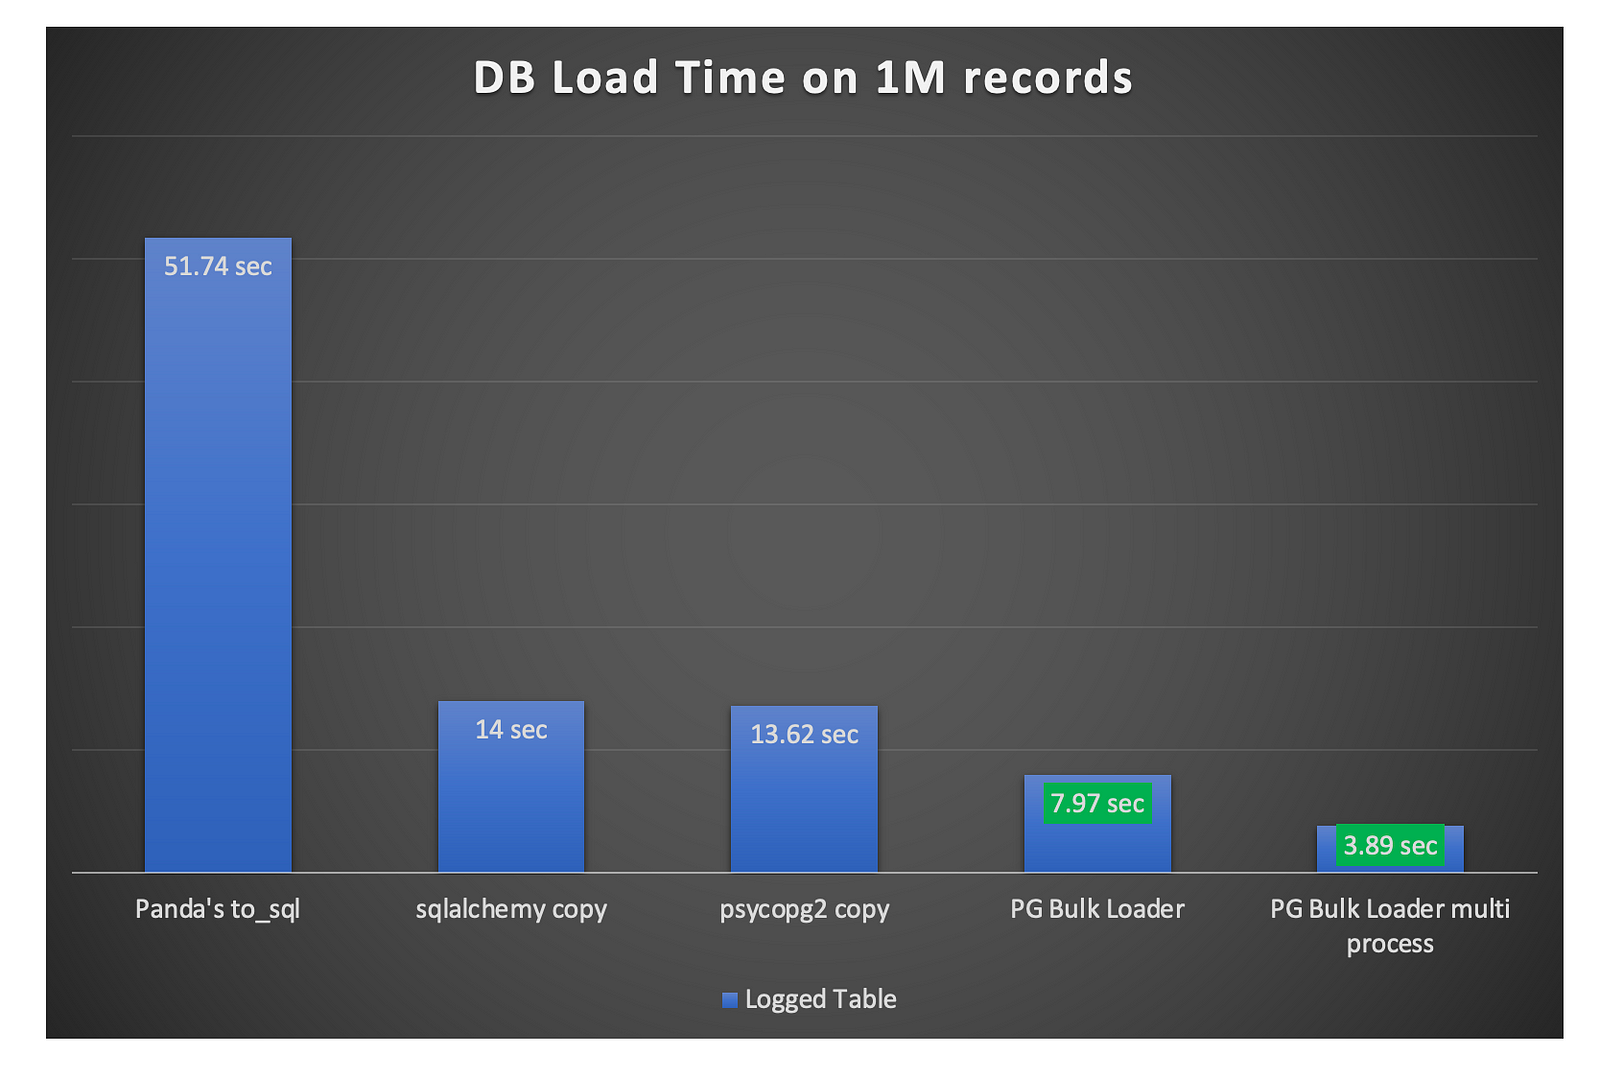 DB Load Time on 1M records
51.74 sec
14 sec
13.62 sec
7.97 sec
3.89 sec
Panda's to_sql
sqlalchemy copy
psycopg2 copy
PG Bulk Loader
PG Bulk Loader multi
process
Logged Table